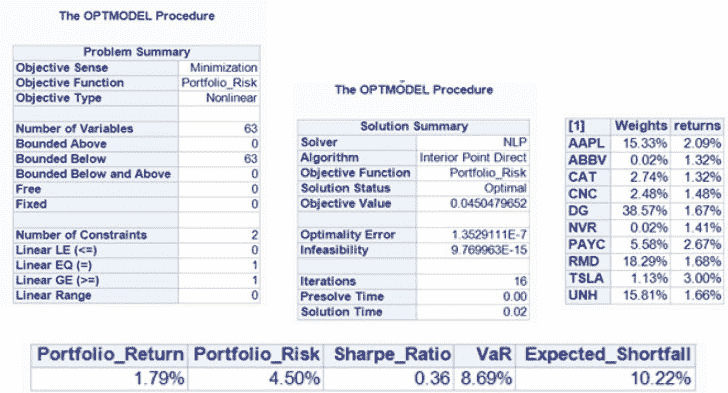 The OPTMODEL Procedure
Problem Summary
Objective Sense Minimization
Objective Function Portfolio_Risk
Objective Type Nonlinear
Number of Variables 63
Bounded Above 0
Bounded Below 63
Bounded Below and Above 0
Free 0
Fixed 0
Number of Constraints 2
Linear LE (<=) 0
Linear EQ (=) 1
Linear GE (>=) 1
Linear Range 0
The OPTMODEL Procedure
Solution Summary
Solver NLP
Algorithm Interior Point Direct
Objective Function Portfolio_Risk
Solution Status Optimal
Objective Value 0.0450479652
Optimality Error 1.3529111E-7
Infeasibility 9.769963E-15
Iterations 16
Presolve Time 0.00
Solution Time 0.02
[1] Weights returns
AAPL 15.33% 2.09%
ABBV 0.02% 1.32%
CAT 2.74% 1.32%
CNC 2.48% 1.48%
DG 38.57% 1.67%
NVR 0.02% 1.41%
PAYC 5.58% 2.67%
RMD 18.29% 1.68%
TSLA 1.13% 3.00%
UNH 15.81% 1.66%
Portfolio_Return Portfolio_Risk Sharpe_Ratio VaR Expected_Shortfall
1.79% 4.50% 0.36 8.69% 10.22%